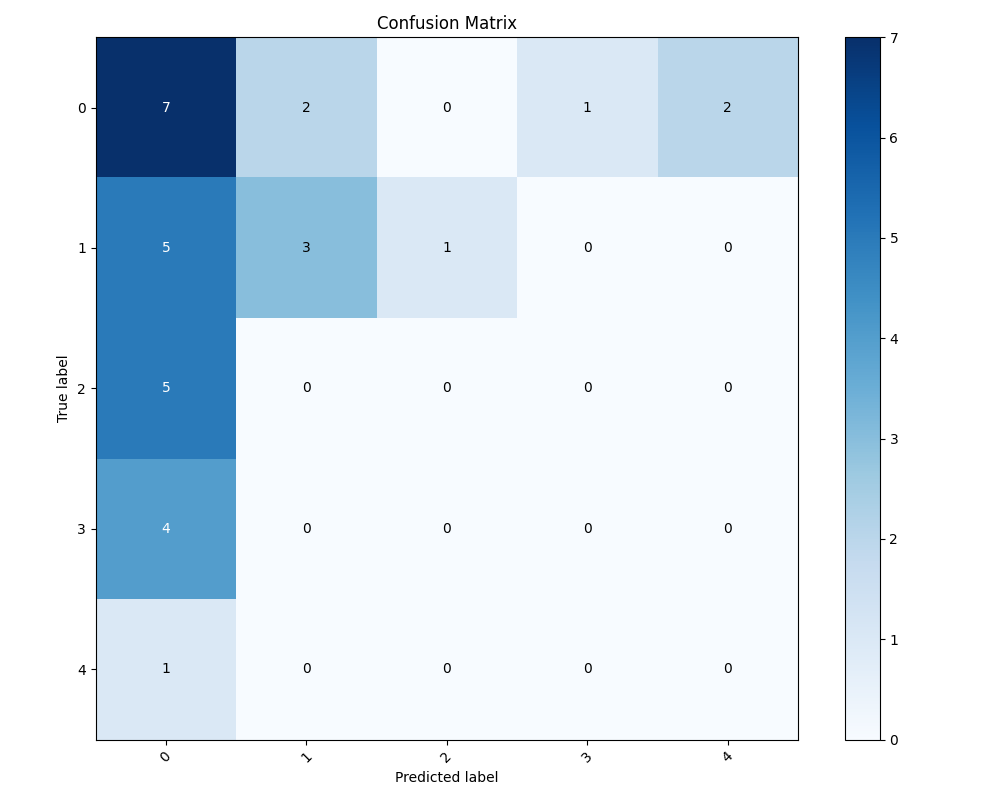 Confusion Matrix
0 7 2 0 1 2
1 5 3 1 0 0
2 5 0 0 0 0
3 4 0 0 0 0
4 1 0 0 0 0
0 1 2 3 4
True label
Predicted label
7
6
5
4
3
2
1
0